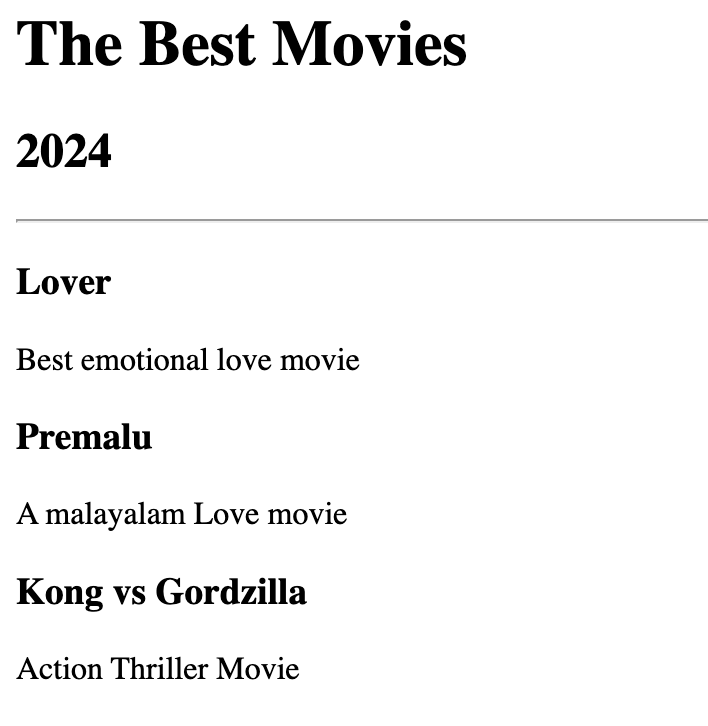 The Best Movies
2024
Lover
Best emotional love movie
Premalu
A malayalam Love movie
Kong vs Gordzilla
Action Thriller Movie